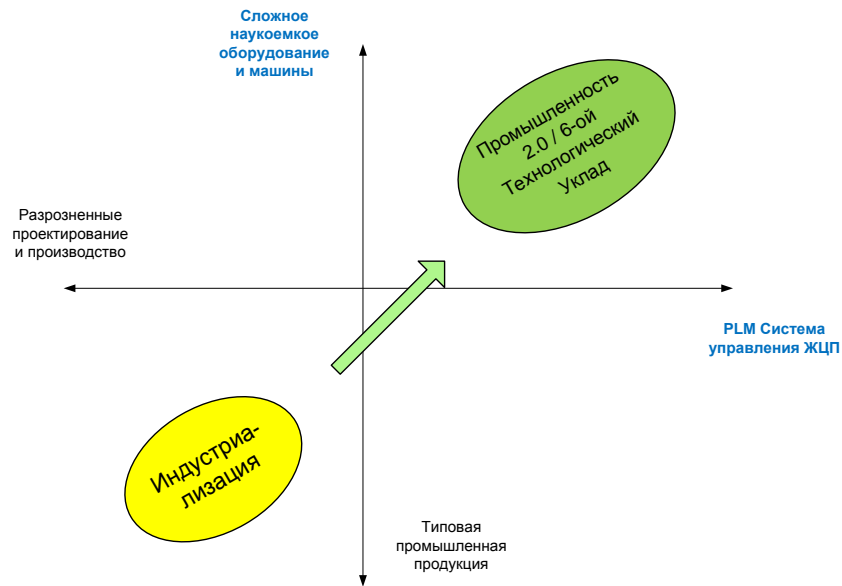 Сложное
наукоемкое
оборудование
и машины
Промышленность
2.0 / 6-ой
Технологический
Уклад
Разрозненные
проектирование
и производство
PLM Система
управления ЖЦП
Индустриа-
лизация
Типовая
промышленная
продукция